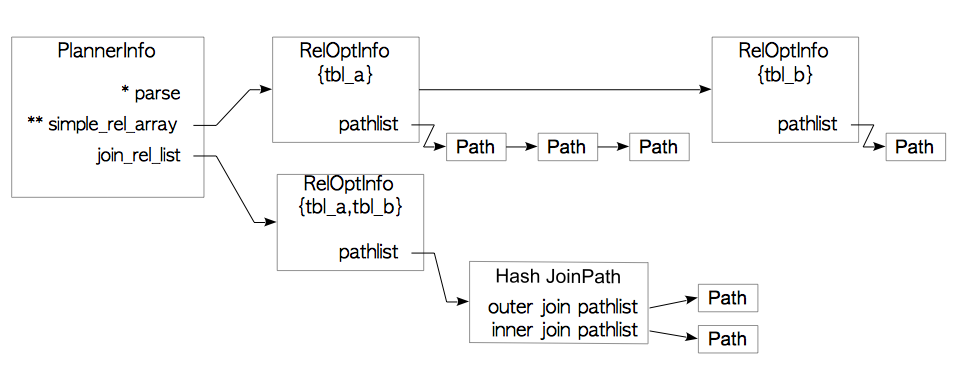 PlannerInfo
* parse
** simple_rel_array
join_rel_list
RelOptInfo
{tbl_a}
pathlist
Path
Path
Path
RelOptInfo
{tbl_b}
pathlist
Path
RelOptInfo
{tbl_a,tbl_b}
pathlist
Hash JoinPath
outer join pathlist
inner join pathlist
Path
Path